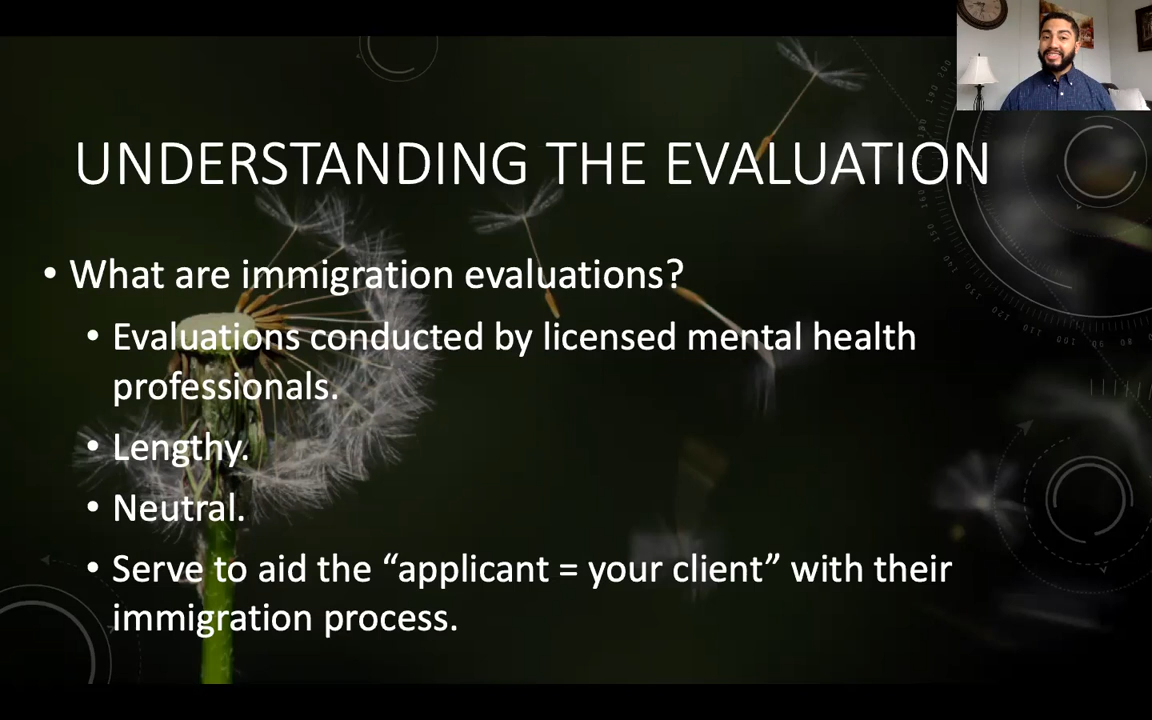 UNDERSTANDING THE EVALUATION
• What are immigration evaluations?
• Evaluations conducted by licensed mental health
professionals.
• Lengthy.
• Neutral.
• Serve to aid the “applicant = your client” with their
immigration process.